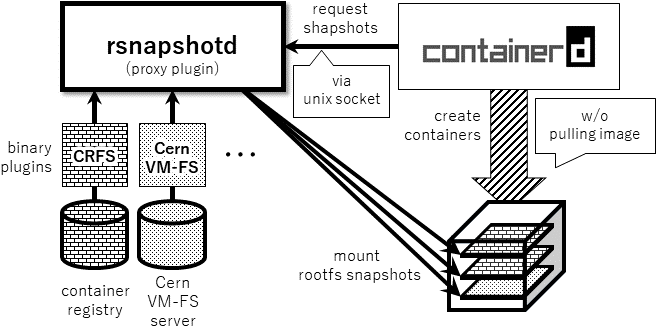 rsnapshotd
(proxy plugin)
request
shapshots
containerd
via
unix socket
create
containers
w/o
pulling image
binary
plugins
CRFS
Cern
VM-FS
...
mount
rootfs snapshots
container
registry
Cern
VM-FS
server